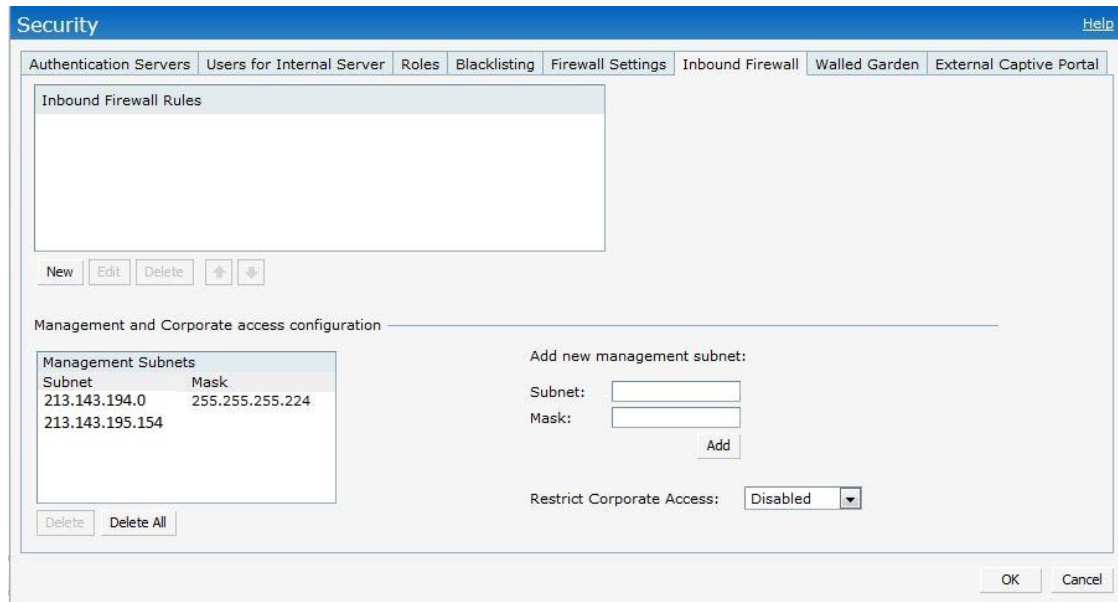 Security Help
Authentication Servers Users for Internal Server Roles Blacklisting Firewall Settings Inbound Firewall Walled Garden External Captive Portal
Inbound Firewall Rules
New Edit Delete
Management and Corporate access configuration
Management Subnets
Subnet Mask
213.143.194.0 255.255.255.224
213.143.195.154
Delete Delete All
Add new management subnet:
Subnet:
Mask:
Add
Restrict Corporate Access: Disabled
OK Cancel